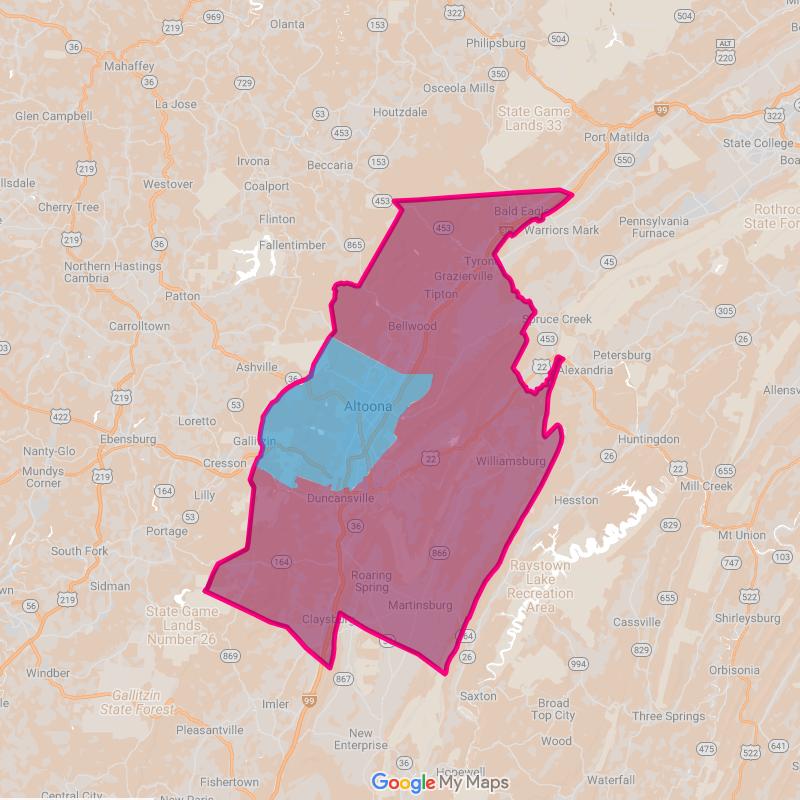 969
Olanta
219
322
504
Philipsburg
504
ALT
220
36
Mahaffey
36
729
350
Osceola Mills
La Jose
53
Houtzdale
State Game
Lands 33
99
322
Glen Campbell
453
Port Matilda
State College
550
Irvona
Beccaria
153
219
Westover
Coalport
453
Cherry Tree
Flinton
Bald Eagle
Pennsylvania
Furnace
219
36
Fallentimber
865
453
Warriors Mark
Northern Hastings
Cambria
Tyrone
Grazierville
45
Patton
Tipton
Carrolltown
Bellwood
Spruce Creek
305
453
26
Ashville
36
22
Petersburg
Alexandria
219
53
Altoona
422
Loretto
Ebensburg
Gallitzin
Huntingdon
Nanty-Glo
Cresson
22
Williamsburg
26
22
655
Mundys
Corner
219
164
Lilly
Duncansville
Hesston
Mill Creek
53
36
829
Portage
Mt Union
South Fork
164
866
747
103
Sidman
Roaring
Spring
Raystown
Lake
Recreation
Area
522
56
219
State Game
Lands
Number 26
Martinsburg
655
Shirleysburg
Claysburg
Cassville
869
829
26
994
Windber
867
Orbisonia
Gallitzin
State Forest
99
Imler
Saxton
Broad
Top City
Three Springs
Pleasantville
New
Enterprise
Wood
475
522
641
36
Fishertown
Hopewell
Waterfall
Central City
New Paris
Google My Maps